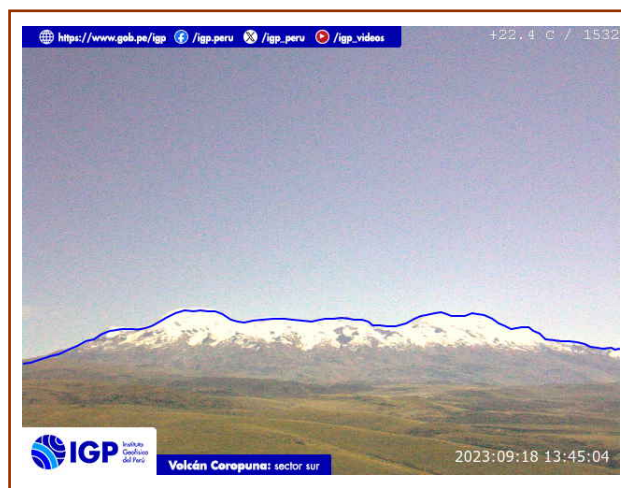 https://www.gob.pe/igp /igp.peru /igp_peru /igp_videos
+22.4 C / 1532
IGP Instituto
Geofísico
del Perú
Volcán Coropuna: sector sur
2023:09:18 13:45:04